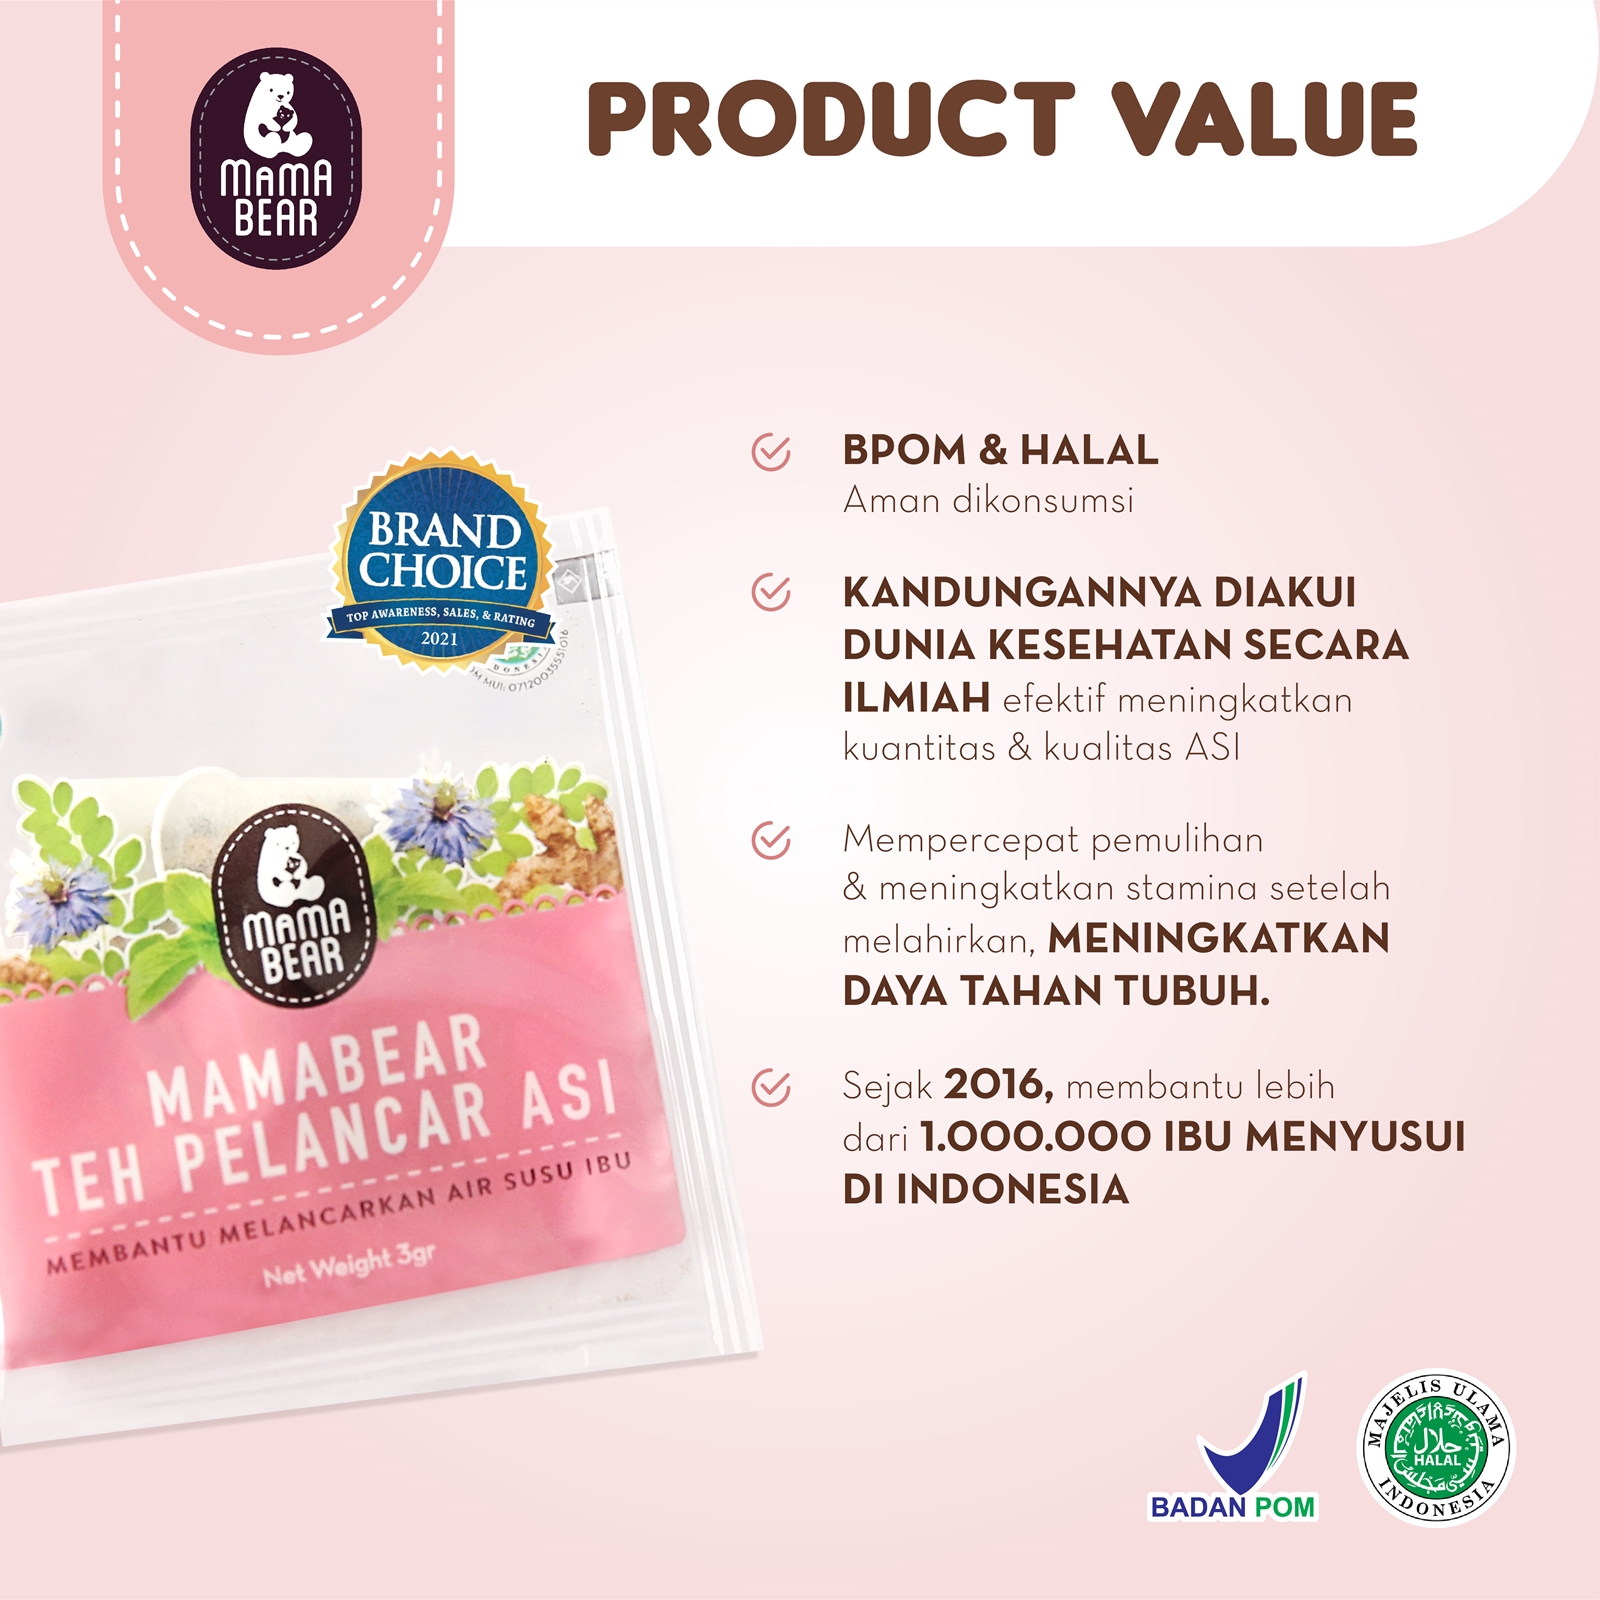 MAMA
BEAR
PRODUCT VALUE
BPOM & HALAL
Aman dikonsumsi
KANDUNGANNYA DIAKUI
DUNIA KESEHATAN SECARA
ILMIAH efektif meningkatkan
kuantitas & kualitas ASI
Mempercepat pemulihan
& meningkatkan stamina setelah
melahirkan, MENINGKATKAN
DAYA TAHAN TUBUH.
Sejak 2016, membantu lebih
dari 1.000.000 IBU MENYUSUI
DI INDONESIA
BRAND
CHOICE
TOP AWARENESS, SALES, & RATING
2021
MAMA
BEAR
MAMABEAR
TEH PELANCAR ASI
MEMBANTU MELANCARKAN AIR SUSU IBU
Net Weight 3gr
BADAN POM
MAJELIS ULAMA
حلال
HALAL
INDONESIA